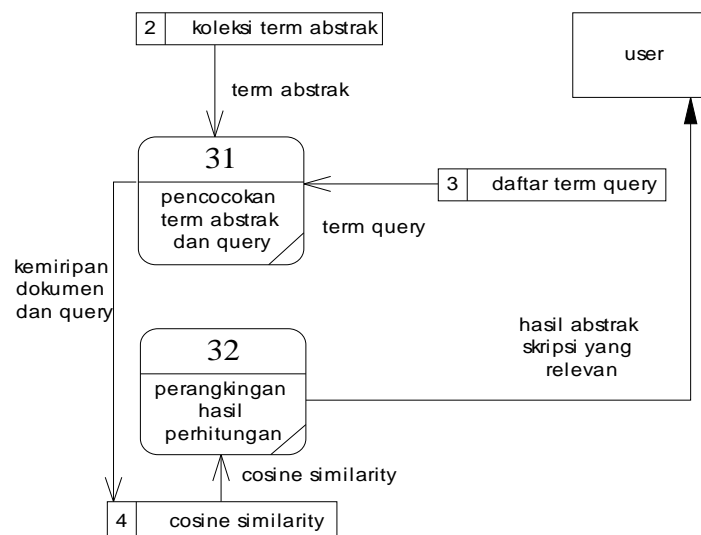 2 koleksi term abstrak
user
term abstrak
31
pencocokan
term abstrak
dan query
3 daftar term query
term query
kemiripan
dokumen
dan query
hasil abstrak
skripsi yang
relevan
32
perangkingan
hasil
perhitungan
cosine similarity
4 cosine similarity